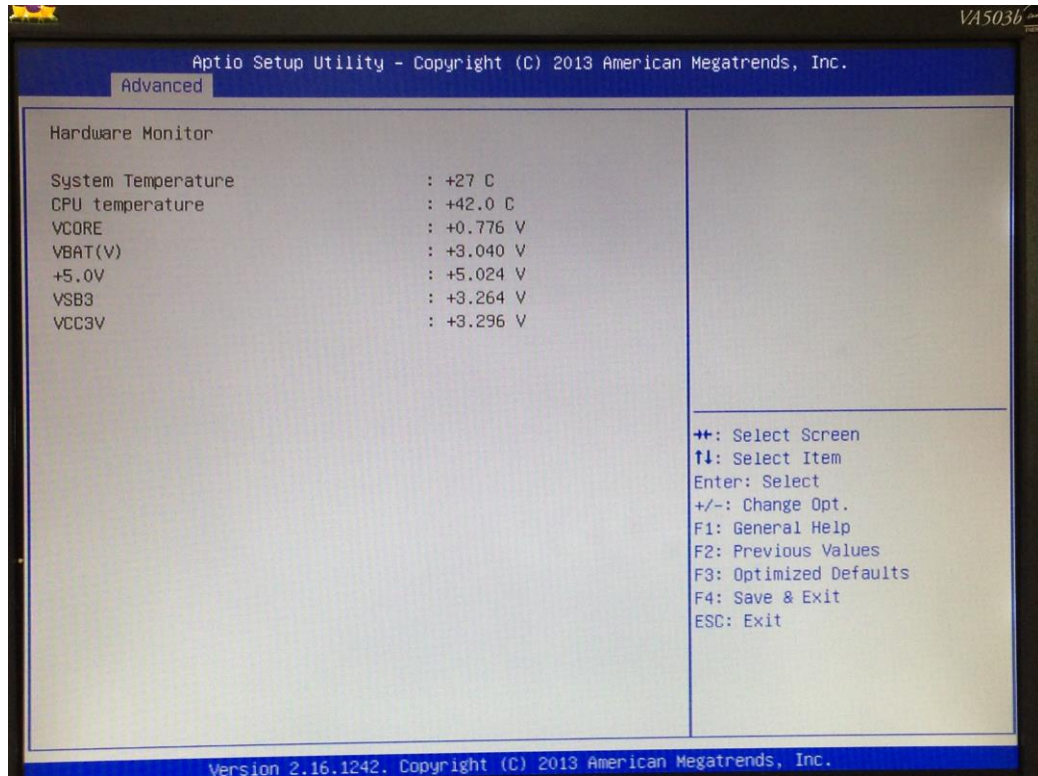 VA503b
Aptio Setup Utility - Copyright (C) 2013 American Megatrends, Inc.
Advanced
Hardware Monitor
System Temperature : +27 C
CPU temperature : +42.0 C
VCORE : +0.776 V
VBAT(V) : +3.040 V
+5.0V : +5.024 V
VSB3 : +3.264 V
VCC3V : +3.296 V
→←: Select Screen
↑↓: Select Item
Enter: Select
+/-: Change Opt.
F1: General Help
F2: Previous Values
F3: Optimized Defaults
F4: Save & Exit
ESC: Exit
Version 2.16.1242. Copyright (C) 2013 American Megatrends, Inc.